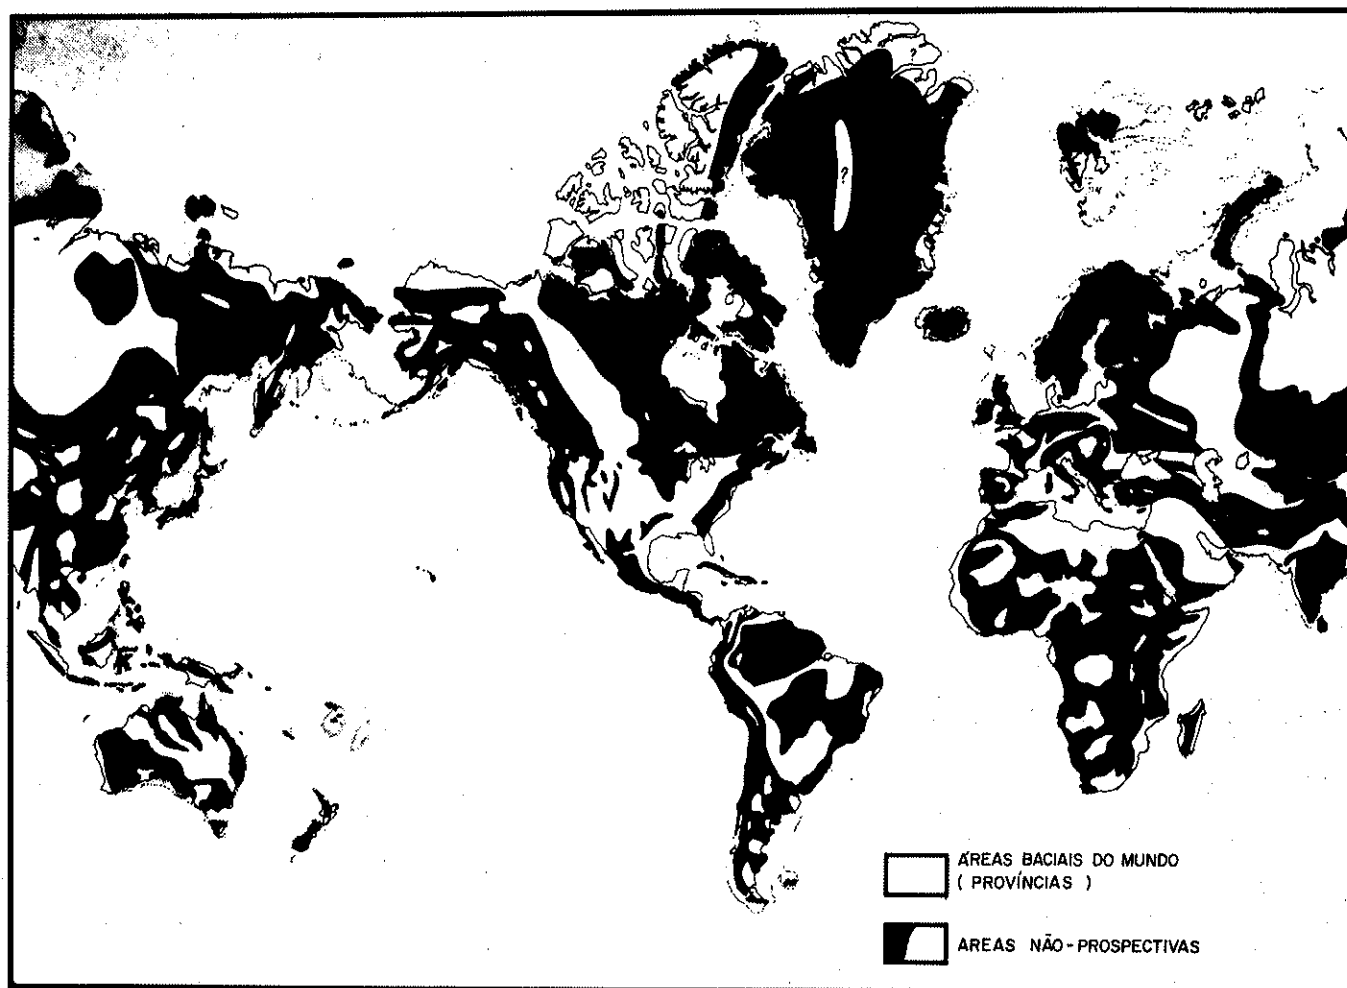 ?
?
ÁREAS BACIAIS DO MUNDO
( PROVÍNCIAS )
AREAS NÃO-PROSPECTIVAS